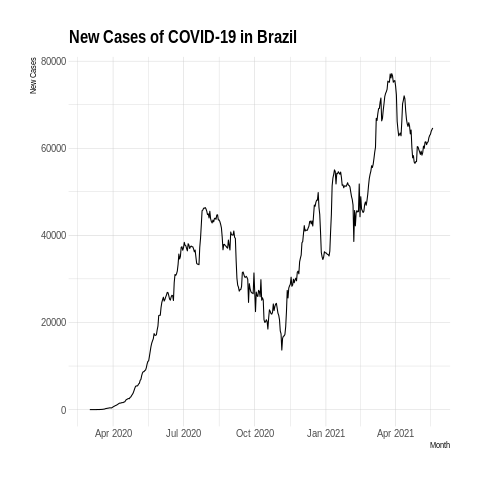 New Cases of COVID-19 in Brazil
New Cases
80000
60000
40000
20000
0
Apr 2020 Jul 2020 Oct 2020 Jan 2021 Apr 2021
Month